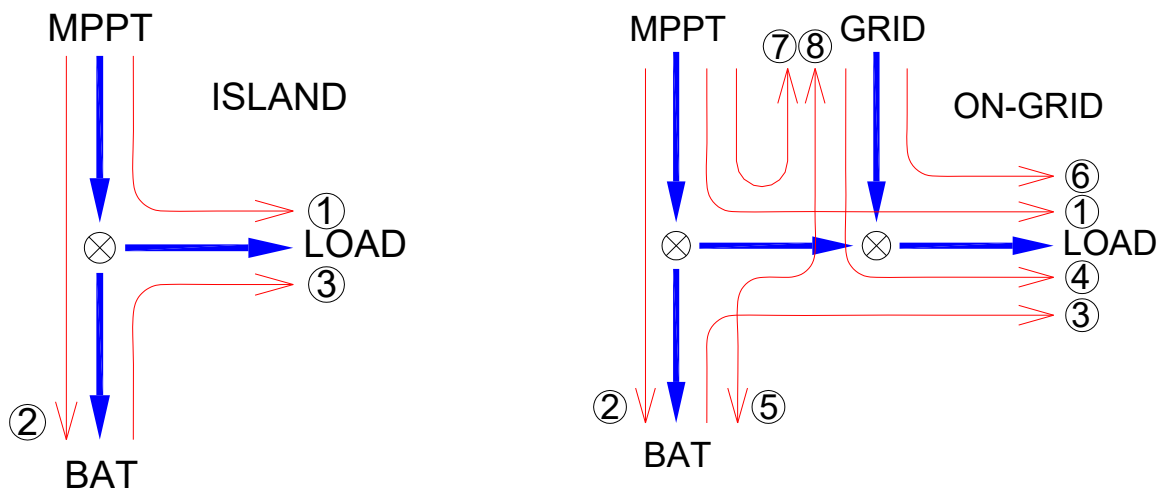 MPPT
ISLAND
①
LOAD
③
②
BAT
MPPT
⑦⑧
GRID
ON-GRID
⑥
①
LOAD
④
③
②
⑤
BAT